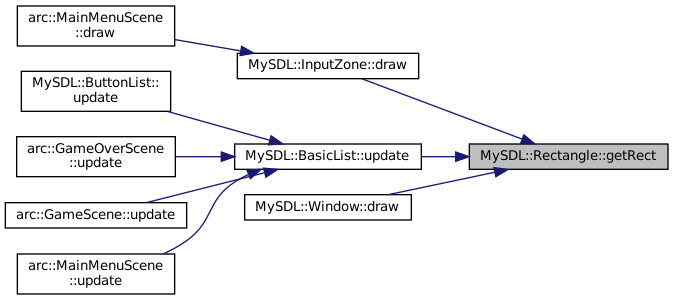 arc::MainMenuScene
::draw
MySDL::InputZone::draw
MySDL::ButtonList::
update
arc::GameOverScene
::update
MySDL::BasicList::update
MySDL::Rectangle::getRect
arc::GameScene::update
MySDL::Window::draw
arc::MainMenuScene
::update